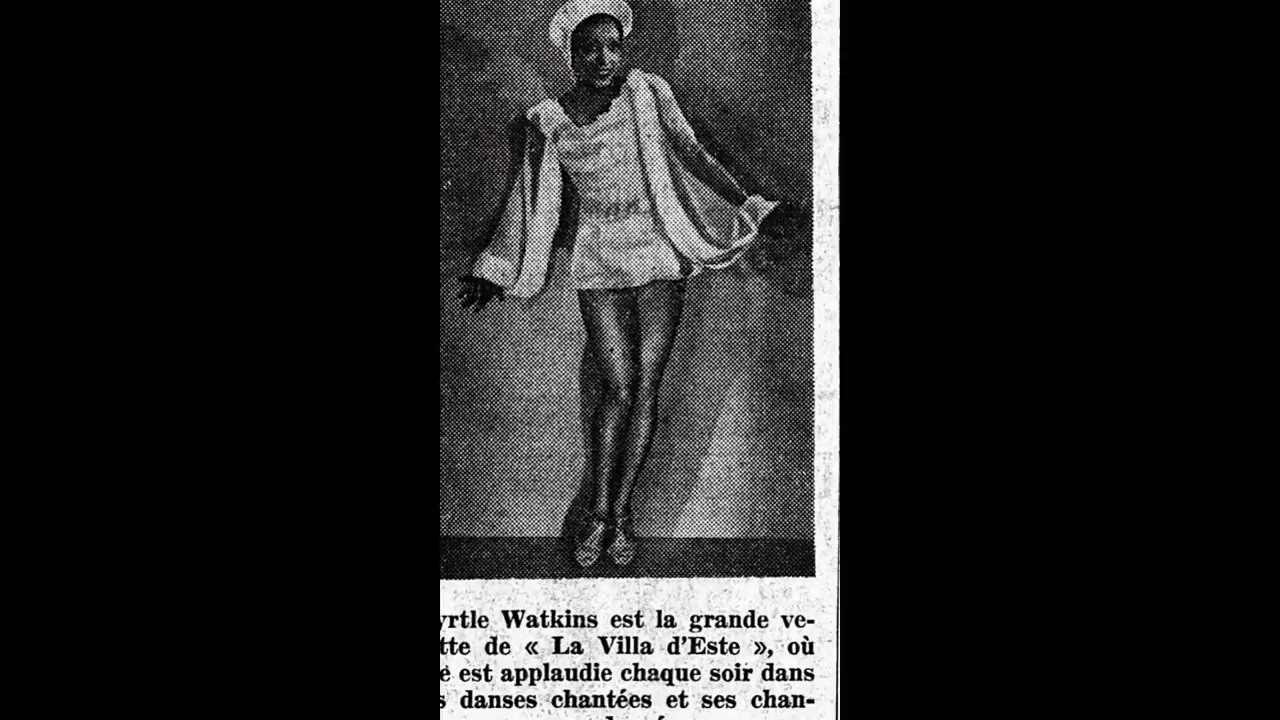 yrtle Watkins est la grande ve-
tte de « La Villa d'Este », où
e est applaudie chaque soir dans
s danses chantées et ses chan-